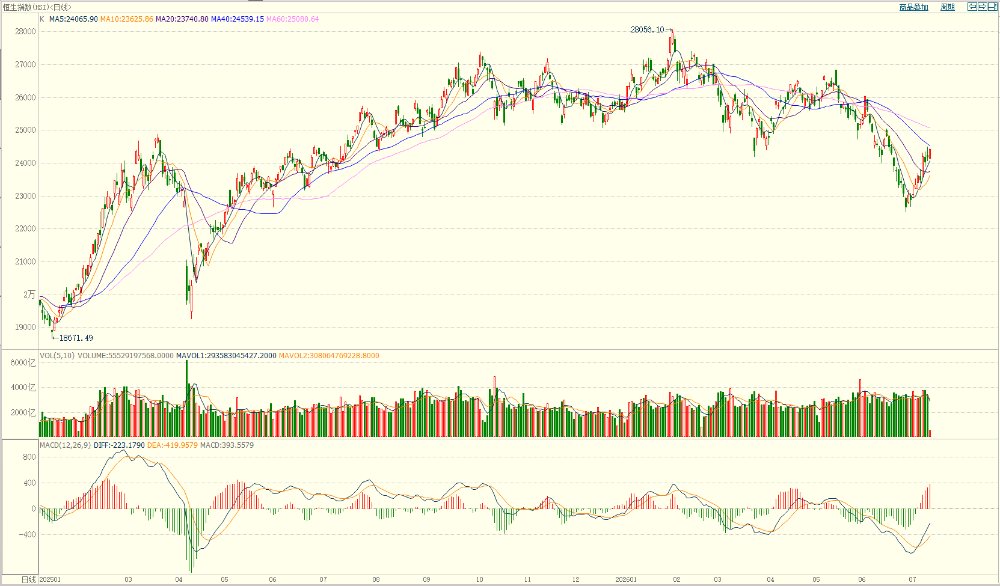 恒生指数(HSI)<日线> 商品叠加 周期
K MA5:24065.90 MA10:23625.86 MA20:23740.80 MA40:24539.15 MA60:25080.64
28000
28056.10
27000
26000
25000
24000
23000
22000
21000
2万
19000
18671.49
VOL(5,10) VOLUME:55529197568.0000 MAVOL1:293583045427.2000 MAVOL2:308064769228.8000
6000亿
4000亿
2000亿
MACD(12,26,9) DIFF:-223.1790 DEA:-419.9579 MACD:393.5579
800
400
0
-400
日线 202501 03 04 05 06 07 08 09 10 11 12 202601 02 03 04 05 06 07